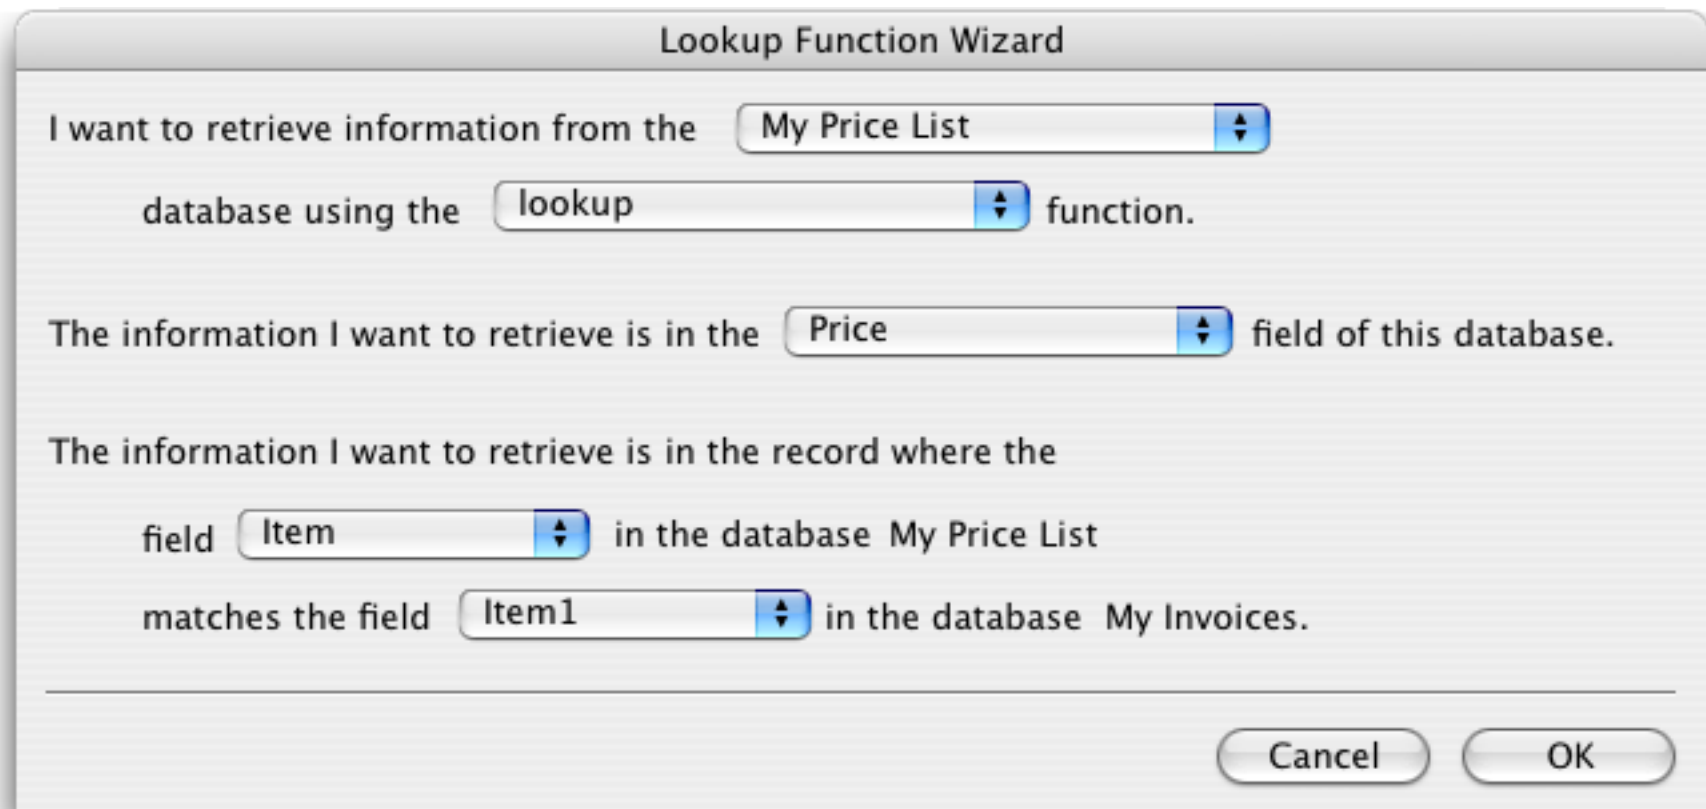 Lookup Function Wizard
I want to retrieve information from the My Price List
database using the lookup function.
The information I want to retrieve is in the Price field of this database.
The information I want to retrieve is in the record where the
field Item in the database My Price List
matches the field Item1 in the database My Invoices.
Cancel OK